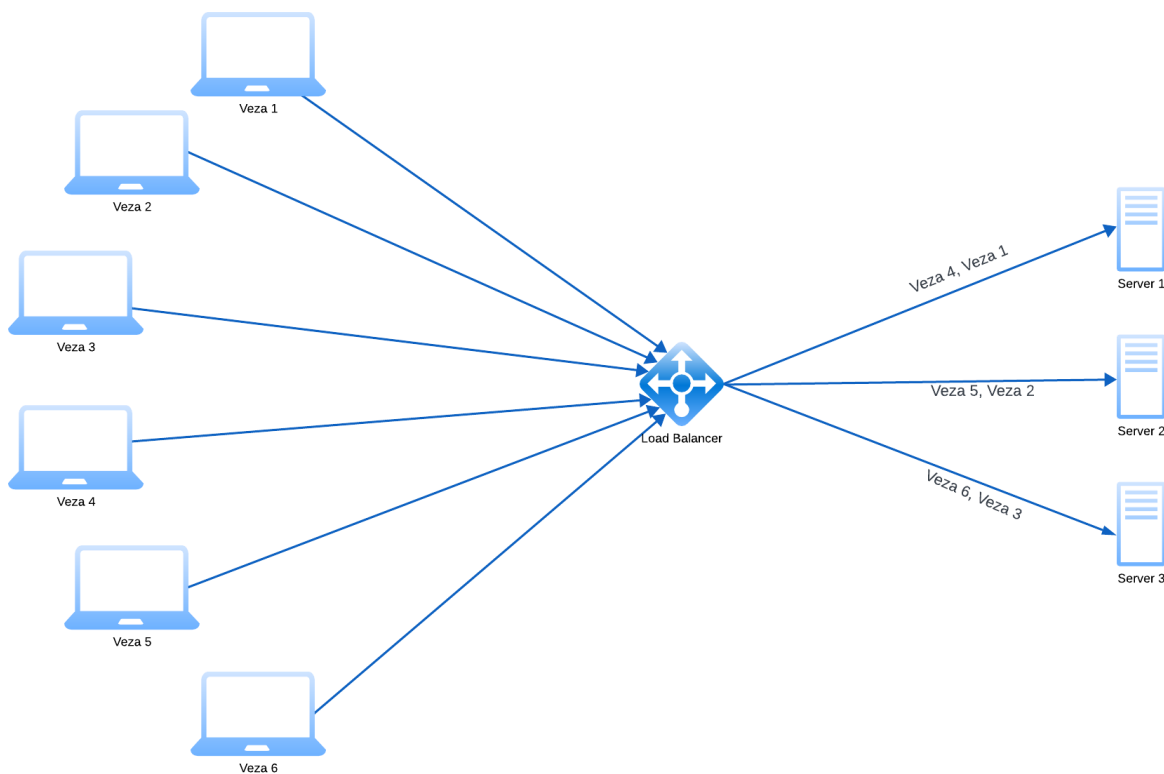 Veza 1
Veza 2
Veza 3
Veza 4
Veza 5
Veza 6
Load Balancer
Veza 4, Veza 1
Veza 5, Veza 2
Veza 6, Veza 3
Server 1
Server 2
Server 3